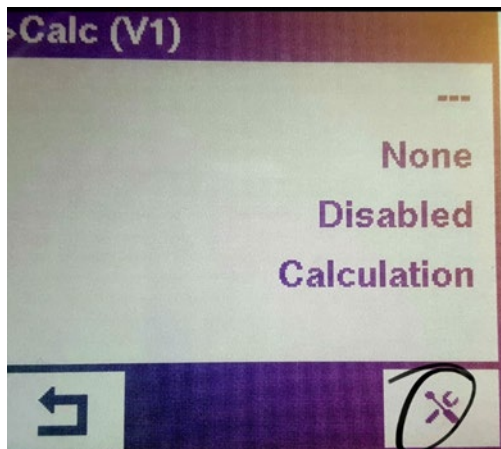 >Calc (V1)
---
None
Disabled
Calculation